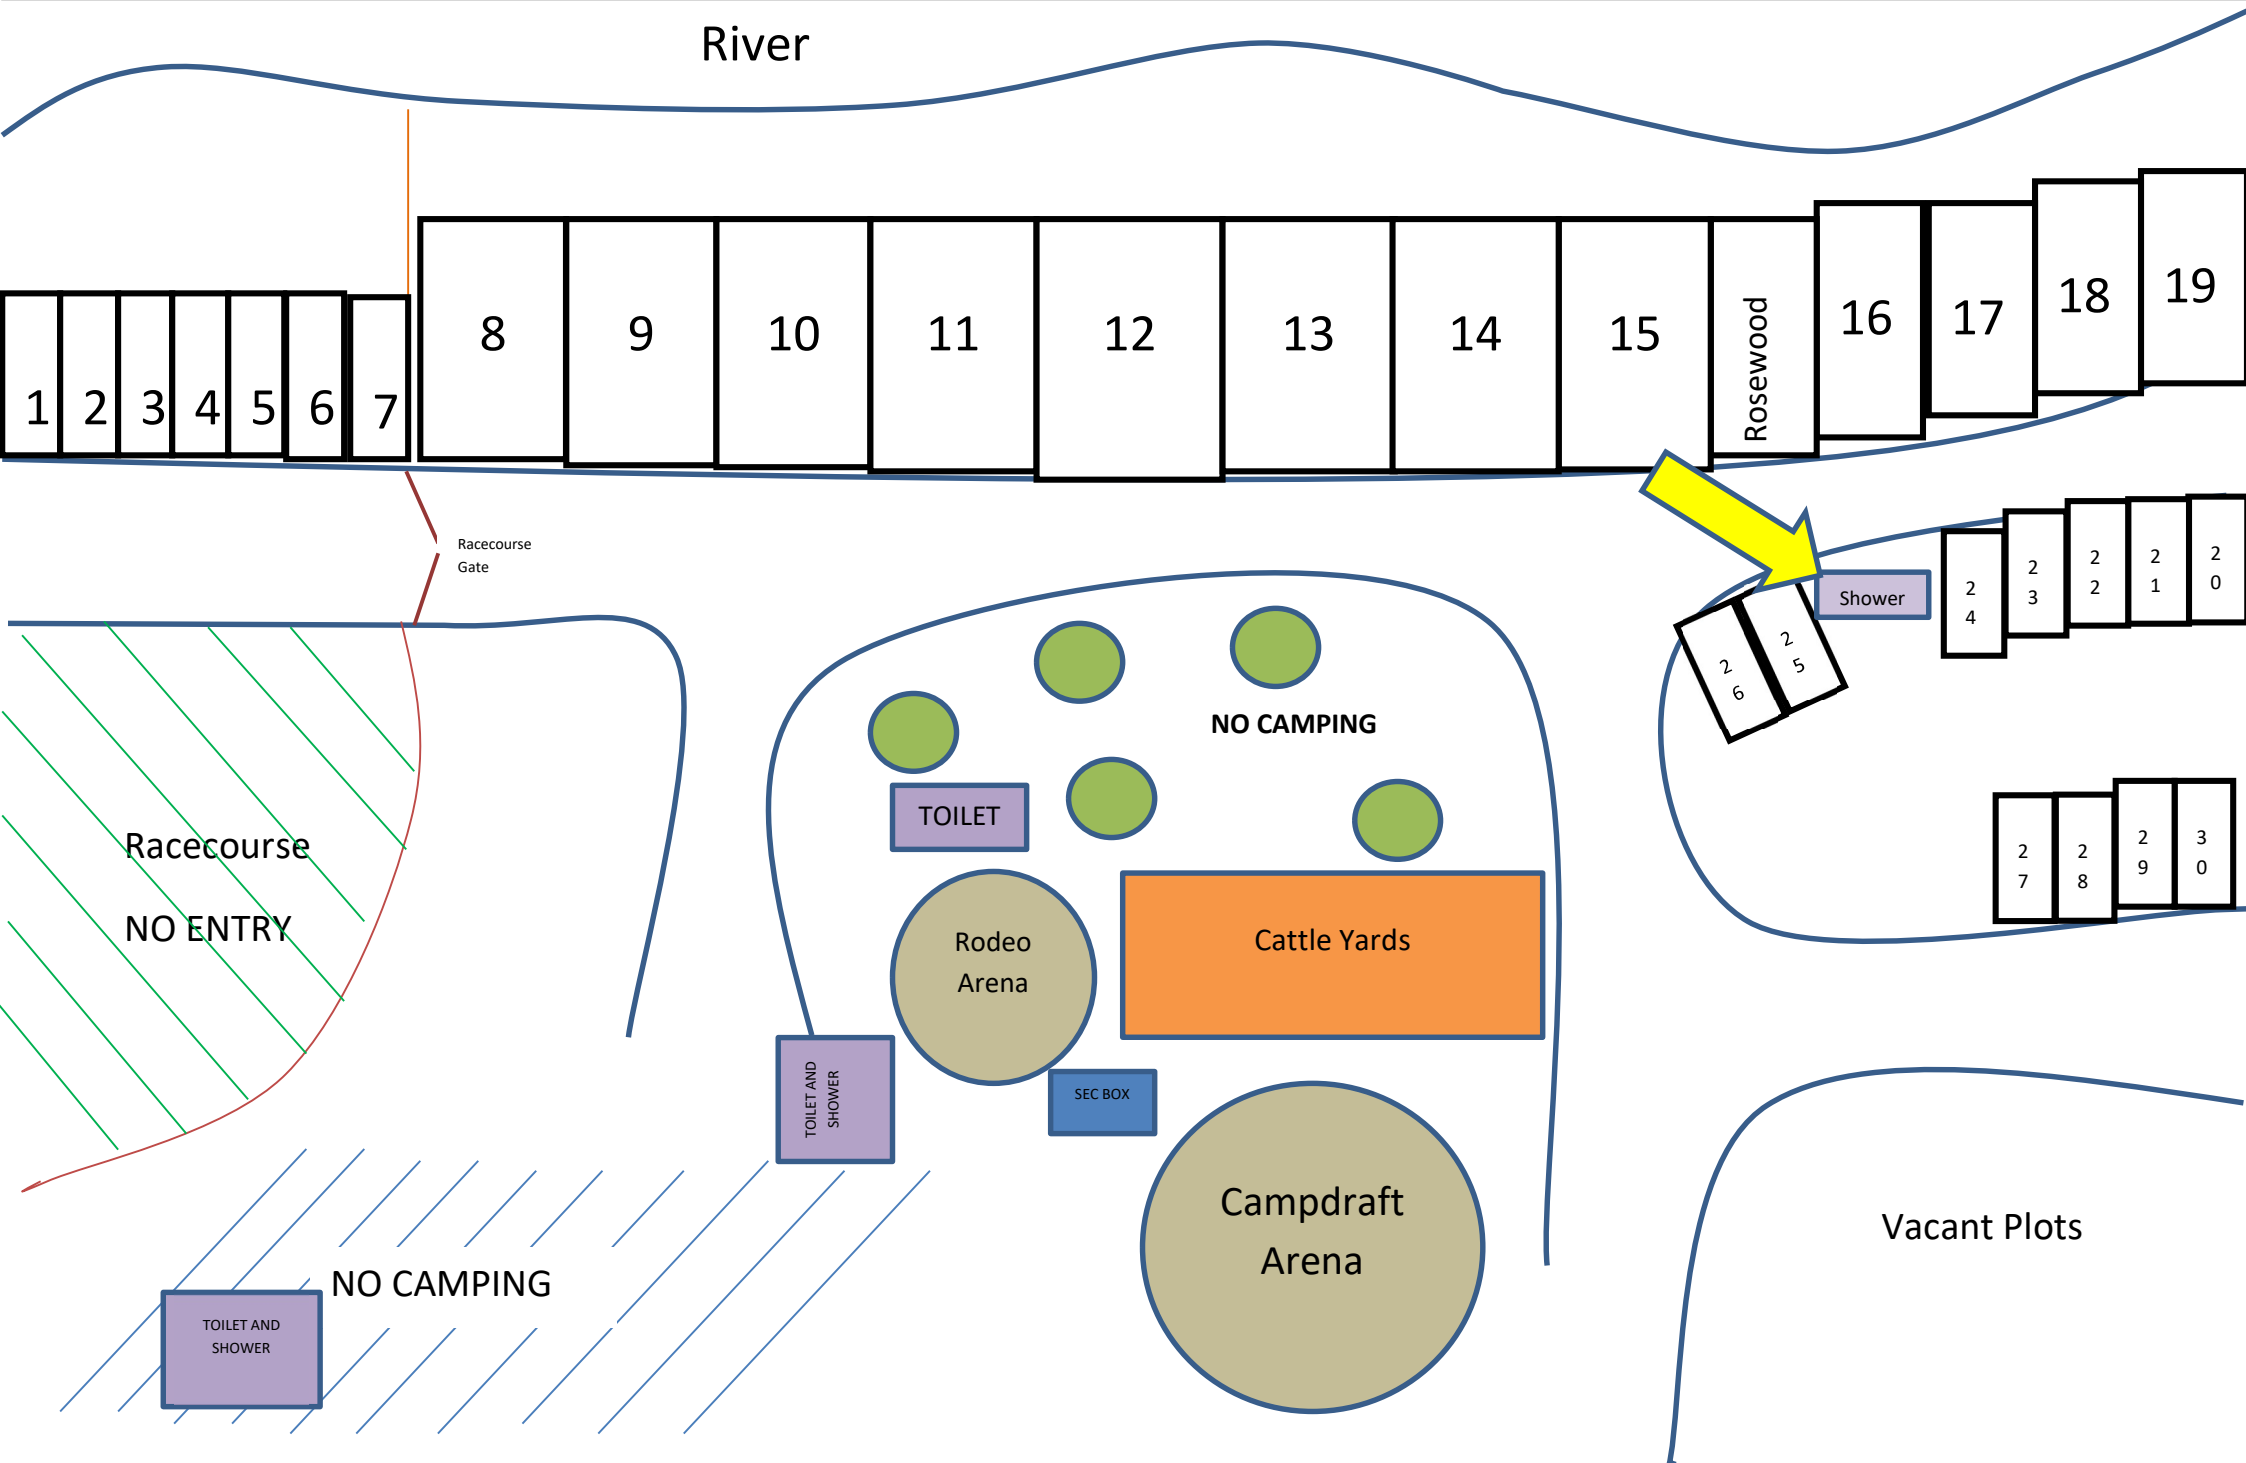 River
1
2
3
4
5
6
7
8
9
10
11
12
13
14
15
Rosewood
16
17
18
19
Racecourse
Gate
Shower
2
4
2
3
2
2
2
1
2
0
2
6
2
5
NO CAMPING
TOILET
Racecourse
NO ENTRY
Rodeo
Arena
Cattle Yards
2
7
2
8
2
9
3
0
TOILET AND
SHOWER
SEC BOX
Campdraft
Arena
Vacant Plots
NO CAMPING
TOILET AND
SHOWER